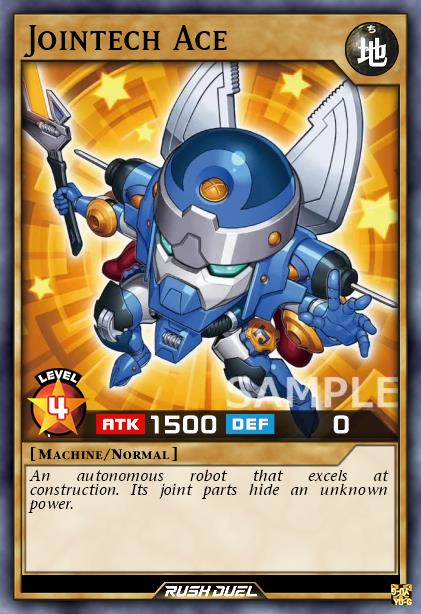 Jointech Ace
ち
地
SAMPLE
LEVEL
4
ATK 1500 DEF 0
[Machine/Normal]
An autonomous robot that excels at
construction. Its joint parts hide an unknown
power.
RUSH DUEL